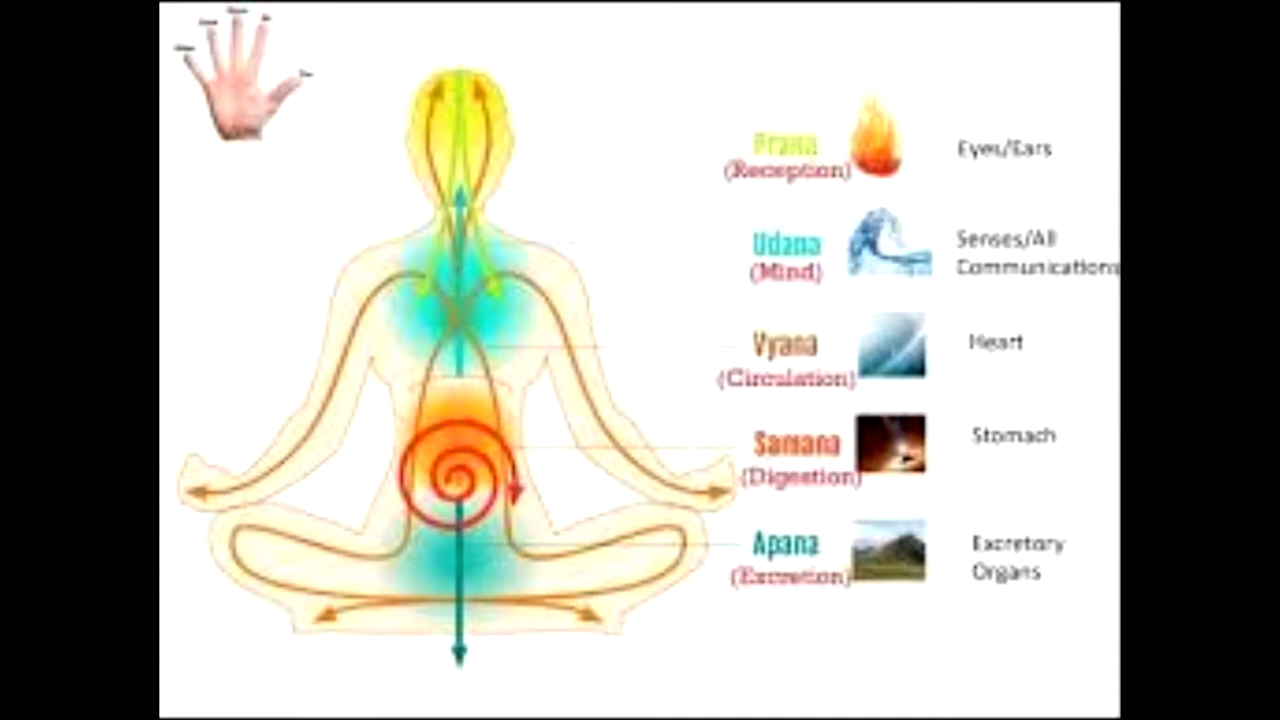 Prana
(Reception)
Eyes/Ears
Udana
(Mind)
Senses/All
Communications
Vyana
(Circulation)
Heart
Samana
(Digestion)
Stomach
Apana
(Excretion)
Excretory
Organs